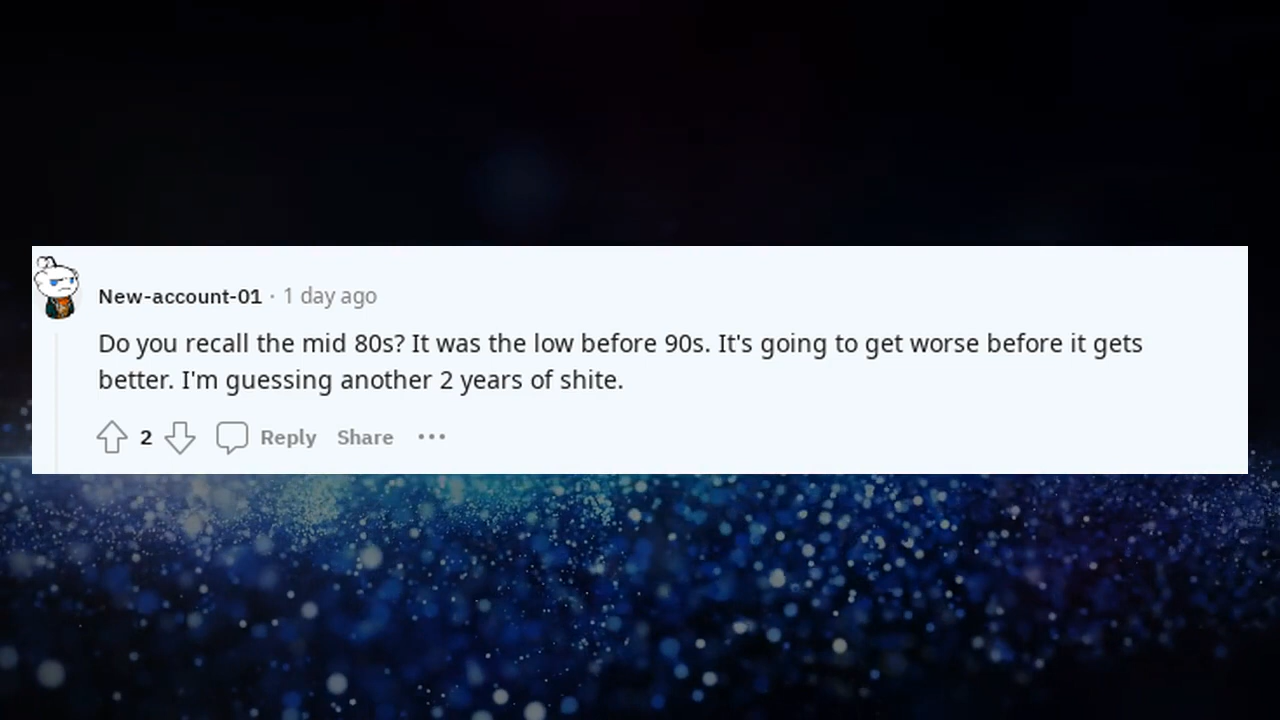 New-account-01 · 1 day ago
Do you recall the mid 80s? It was the low before 90s. It's going to get worse before it gets
better. I'm guessing another 2 years of shite.
2 Reply Share ···